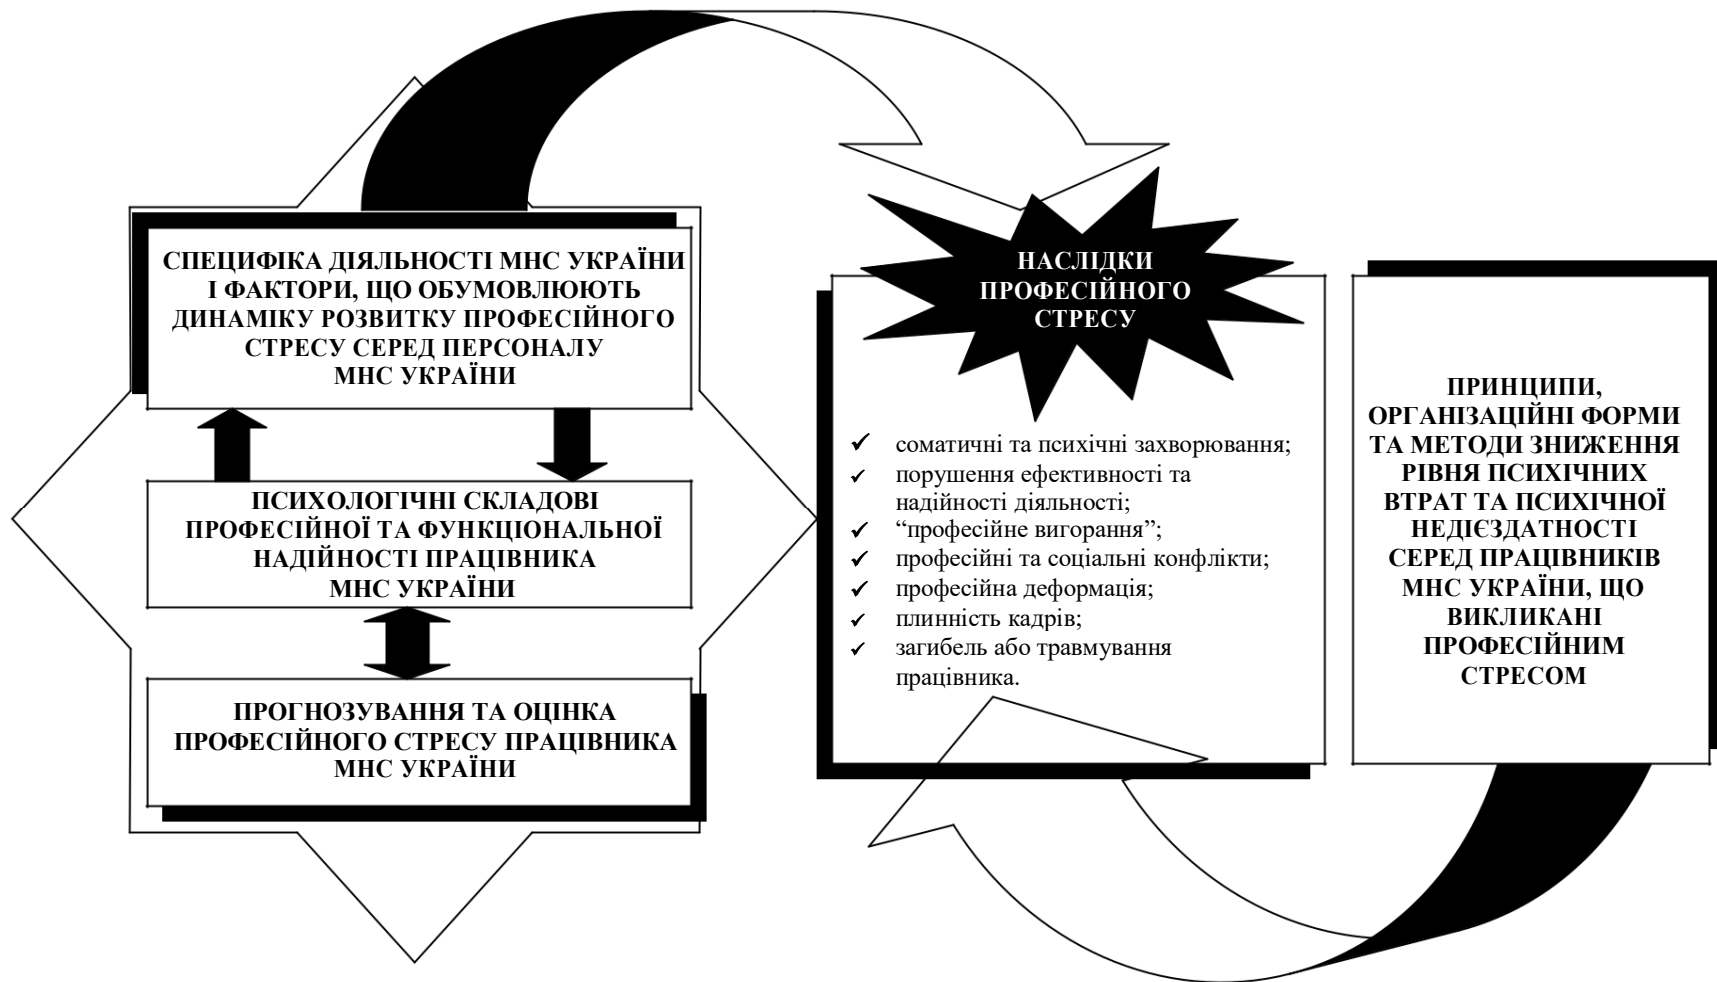 СПЕЦИФІКА ДІЯЛЬНОСТІ МНС УКРАЇНИ
І ФАКТОРИ, ЩО ОБУМОВЛЮЮТЬ
ДИНАМІКУ РОЗВИТКУ ПРОФЕСІЙНОГО
СТРЕСУ СЕРЕД ПЕРСОНАЛУ
МНС УКРАЇНИ
ПСИХОЛОГІЧНІ СКЛАДОВІ
ПРОФЕСІЙНОЇ ТА ФУНКЦІОНАЛЬНОЇ
НАДІЙНОСТІ ПРАЦІВНИКА
МНС УКРАЇНИ
ПРОГНОЗУВАННЯ ТА ОЦІНКА
ПРОФЕСІЙНОГО СТРЕСУ ПРАЦІВНИКА
МНС УКРАЇНИ
НАСЛІДКИ
ПРОФЕСІЙНОГО
СТРЕСУ
✓ соматичні та психічні захворювання;
✓ порушення ефективності та
надійності діяльності;
✓ “професійне вигорання”;
✓ професійні та соціальні конфлікти;
✓ професійна деформація;
✓ плинність кадрів;
✓ загибель або травмування
працівника.
ПРИНЦИПИ,
ОРГАНІЗАЦІЙНІ ФОРМИ
ТА МЕТОДИ ЗНИЖЕННЯ
РІВНЯ ПСИХІЧНИХ
ВТРАТ ТА ПСИХІЧНОЇ
НЕДІЄЗДАТНОСТІ
СЕРЕД ПРАЦІВНИКІВ
МНС УКРАЇНИ, ЩО
ВИКЛИКАНІ
ПРОФЕСІЙНИМ
СТРЕСОМ